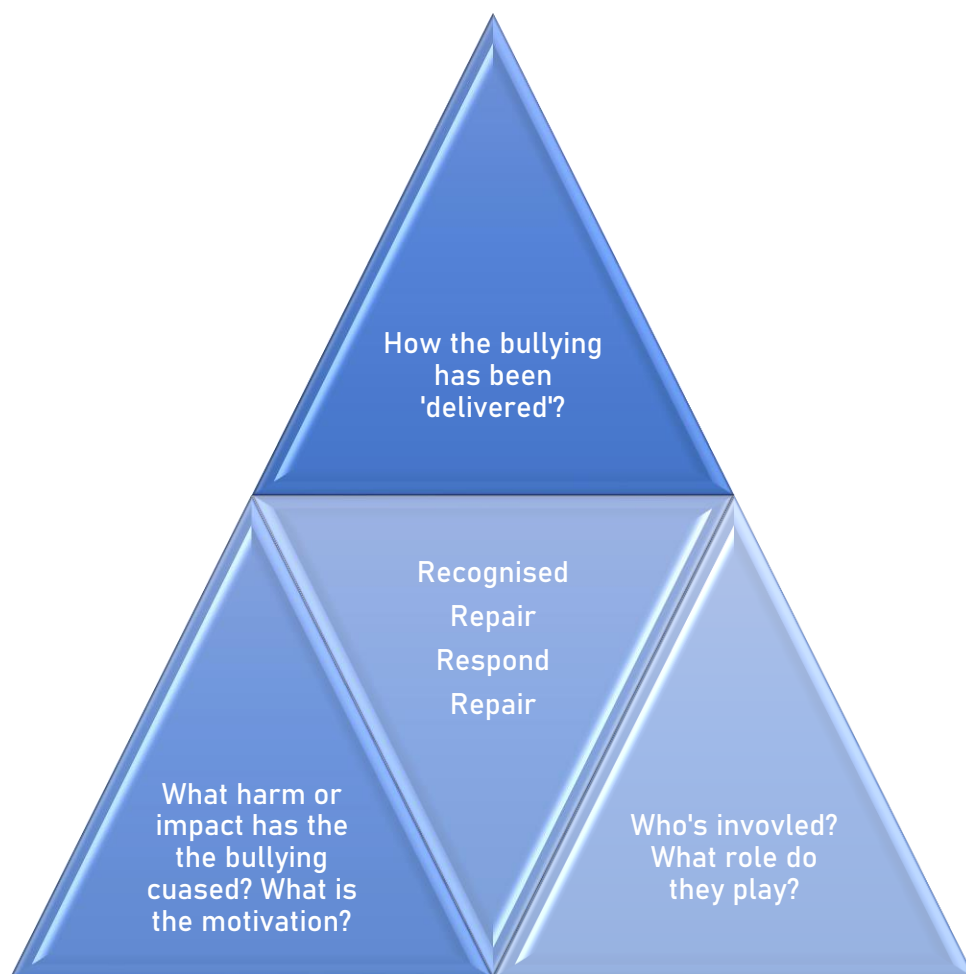 How the bullying
has been
'delivered'?
Recognised
Repair
Respond
Repair
What harm or
impact has the
the bullying
cuased? What is
the motivation?
Who's invovled?
What role do
they play?